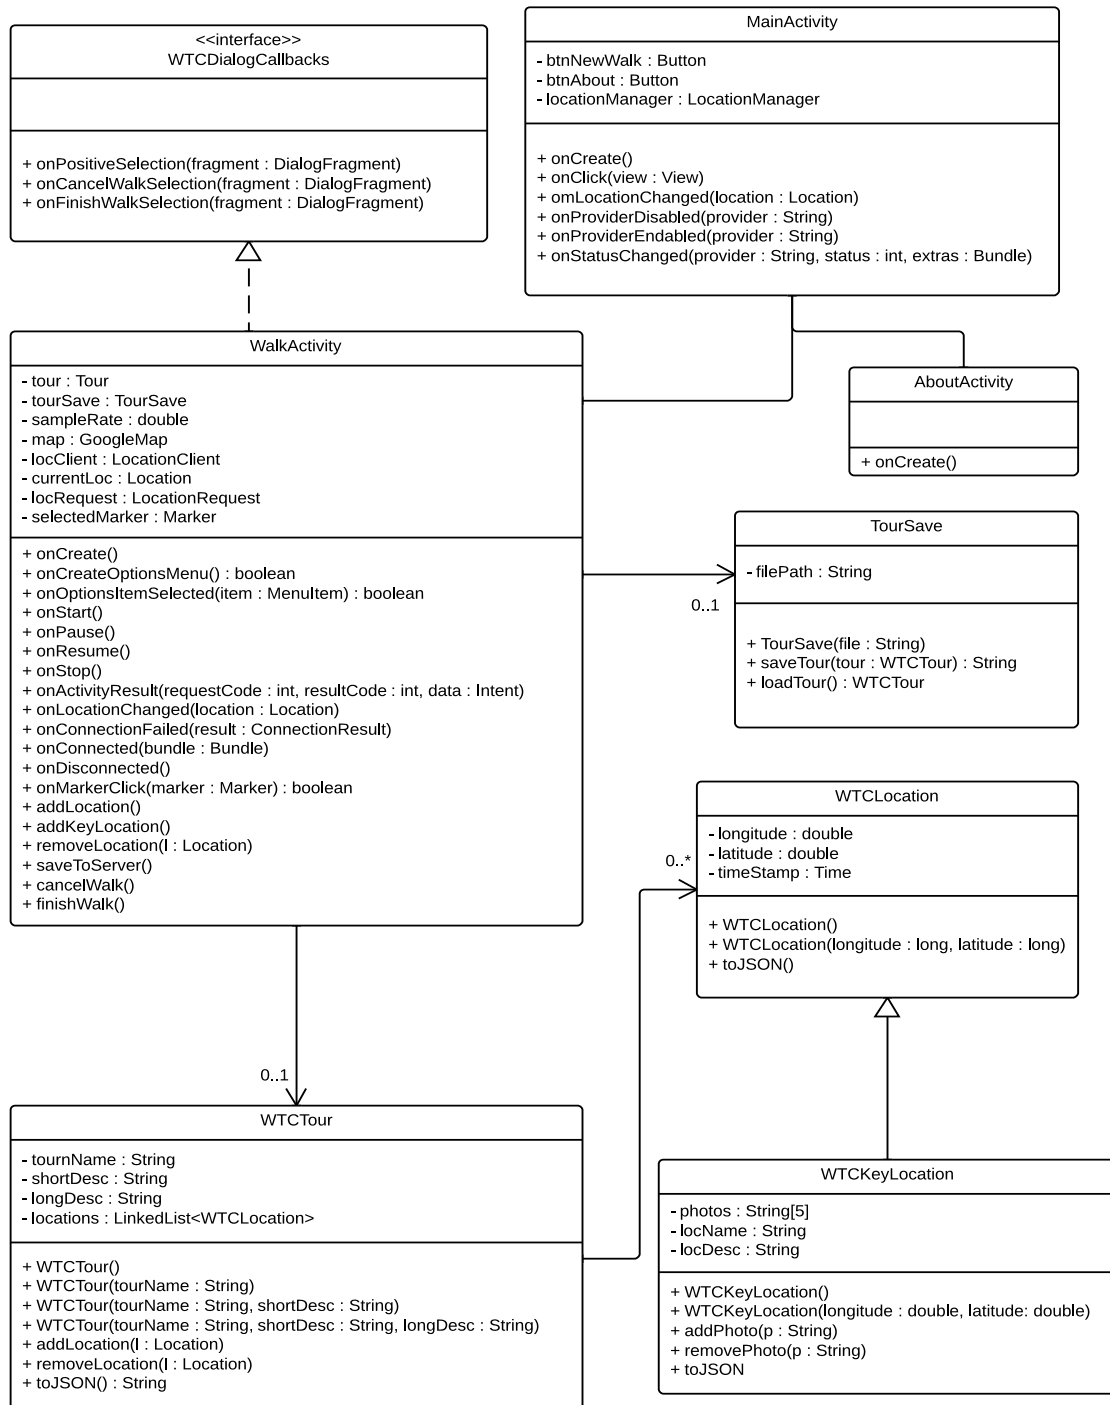 <<interface>>
WTCDialogCallbacks
+ onPositiveSelection(fragment : DialogFragment)
+ onCancelWalkSelection(fragment : DialogFragment)
+ onFinishWalkSelection(fragment : DialogFragment)
MainActivity
- btnNewWalk : Button
- btnAbout : Button
- locationManager : LocationManager
+ onCreate()
+ onClick(view : View)
+ omLocationChanged(location : Location)
+ onProviderDisabled(provider : String)
+ onProviderEndabled(provider : String)
+ onStatusChanged(provider : String, status : int, extras : Bundle)
WalkActivity
- tour : Tour
- tourSave : TourSave
- sampleRate : double
- map : GoogleMap
- locClient : LocationClient
- currentLoc : Location
- locRequest : LocationRequest
- selectedMarker : Marker
+ onCreate()
+ onCreateOptionsMenu() : boolean
+ onOptionsItemSelected(item : MenuItem) : boolean
+ onStart()
+ onPause()
+ onResume()
+ onStop()
+ onActivityResult(requestCode : int, resultCode : int, data : Intent)
+ onLocationChanged(location : Location)
+ onConnectionFailed(result : ConnectionResult)
+ onConnected(bundle : Bundle)
+ onDisconnected()
+ onMarkerClick(marker : Marker) : boolean
+ addLocation()
+ addKeyLocation()
+ removeLocation(l : Location)
+ saveToServer()
+ cancelWalk()
+ finishWalk()
AboutActivity
+ onCreate()
TourSave
- filePath : String
+ TourSave(file : String)
+ saveTour(tour : WTCTour) : String
+ loadTour() : WTCTour
0..1
WTCLocation
- longitude : double
- latitude : double
- timeStamp : Time
+ WTCLocation()
+ WTCLocation(longitude : long, latitude : long)
+ toJSON()
0..*
0..1
WTCTour
- tournName : String
- shortDesc : String
- longDesc : String
- locations : LinkedList<WTCLocation>
+ WTCTour()
+ WTCTour(tourName : String)
+ WTCTour(tourName : String, shortDesc : String)
+ WTCTour(tourName : String, shortDesc : String, longDesc : String)
+ addLocation(l : Location)
+ removeLocation(l : Location)
+ toJSON() : String
WTCKeyLocation
- photos : String[5]
- locName : String
- locDesc : String
+ WTCKeyLocation()
+ WTCKeyLocation(longitude : double, latitude: double)
+ addPhoto(p : String)
+ removePhoto(p : String)
+ toJSON